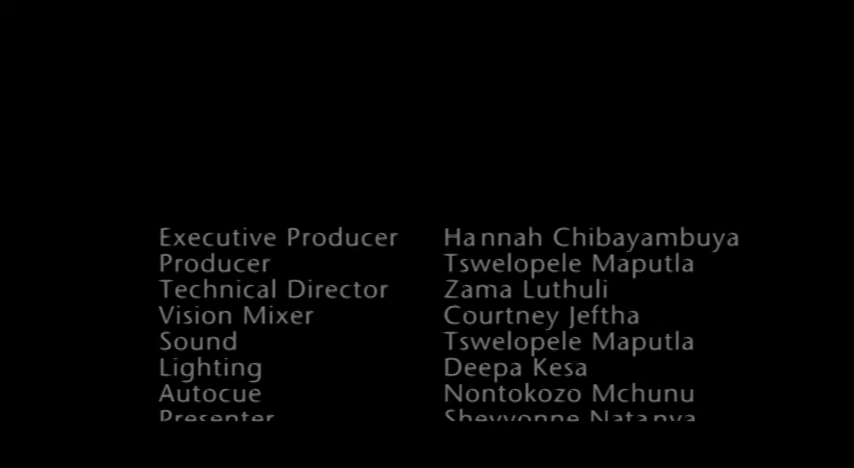 Executive Producer Hannah Chibayambuya
Producer Tswelopele Maputla
Technical Director Zama Luthuli
Vision Mixer Courtney Jeftha
Sound Tswelopele Maputla
Lighting Deepa Kesa
Autocue Nontokozo Mchunu
Presenter